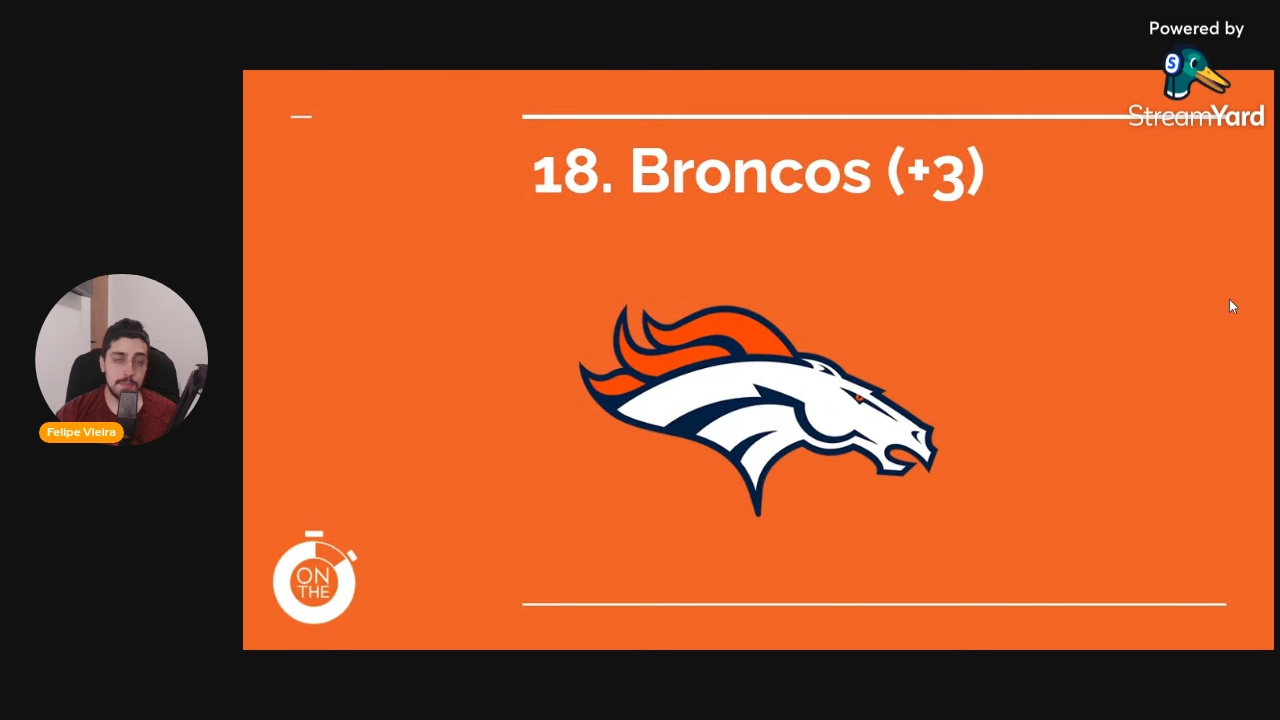 Powered by
StreamYard
18. Broncos (+3)
Felipe Vieira
ON
THE